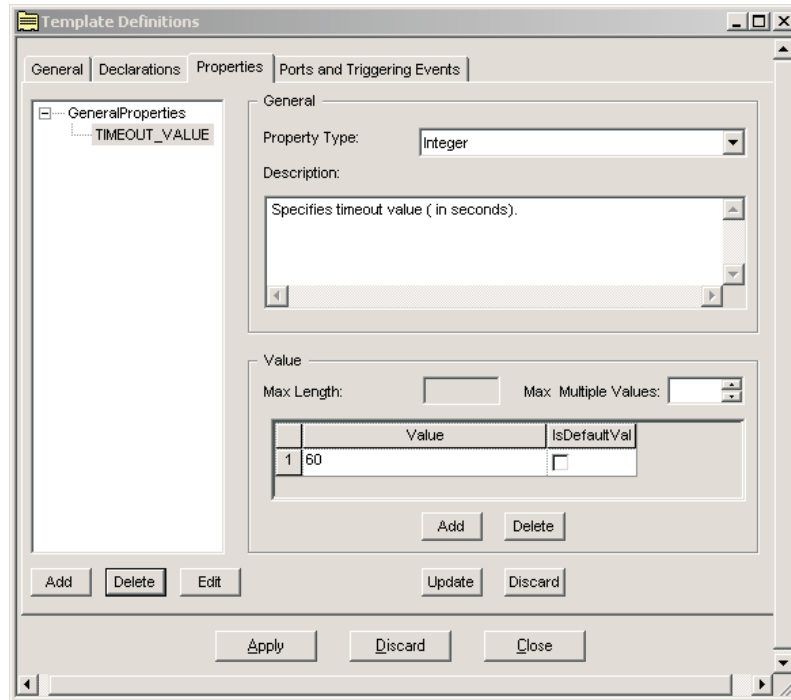 Template Definitions
General Declarations Properties Ports and Triggering Events
GeneralProperties
TIMEOUT_VALUE
General
Property Type: Integer
Description:
Specifies timeout value ( in seconds).
Value
Max Length: Max Multiple Values:
Value IsDefaultVal
1 60
Add Delete
Add Delete Edit Update Discard
Apply Discard Close